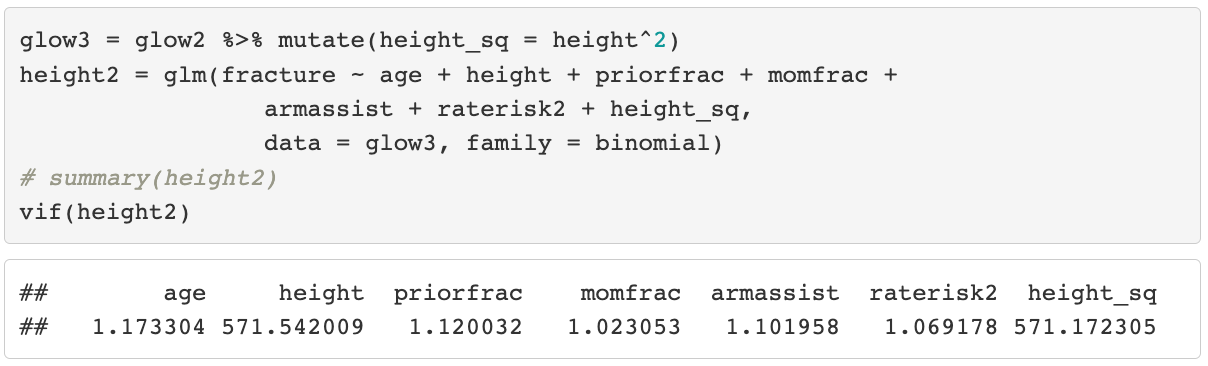 glow3 = glow2 %>% mutate(height_sq = height^2)
height2 = glm(fracture ~ age + height + priorfrac + momfrac +
armassist + raterisk2 + height_sq,
data = glow3, family = binomial)
# summary(height2)
vif(height2)
## age height priorfrac momfrac armassist raterisk2 height_sq
## 1.173304 571.542009 1.120032 1.023053 1.101958 1.069178 571.172305